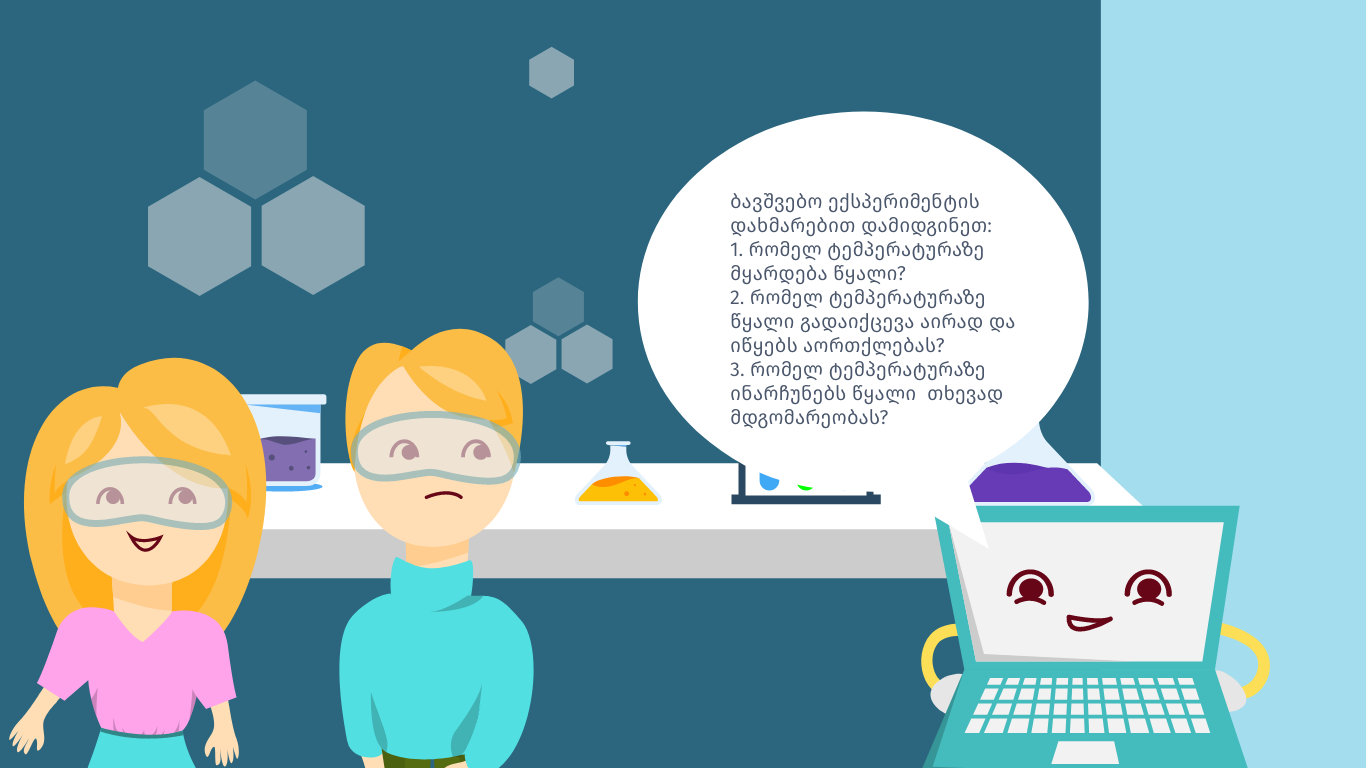 ბავშვებო ექსპერიმენტის
დახმარებით დამიდგინეთ:
1. რომელ ტემპერატურაზე
მყარდება წყალი?
2. რომელ ტემპერატურაზე
წყალი გადაიქცევა აირად და
იწყებს აორთქლებას?
3. რომელ ტემპერატურაზე
ინარჩუნებს წყალი  თხევად
მდგომარეობას?